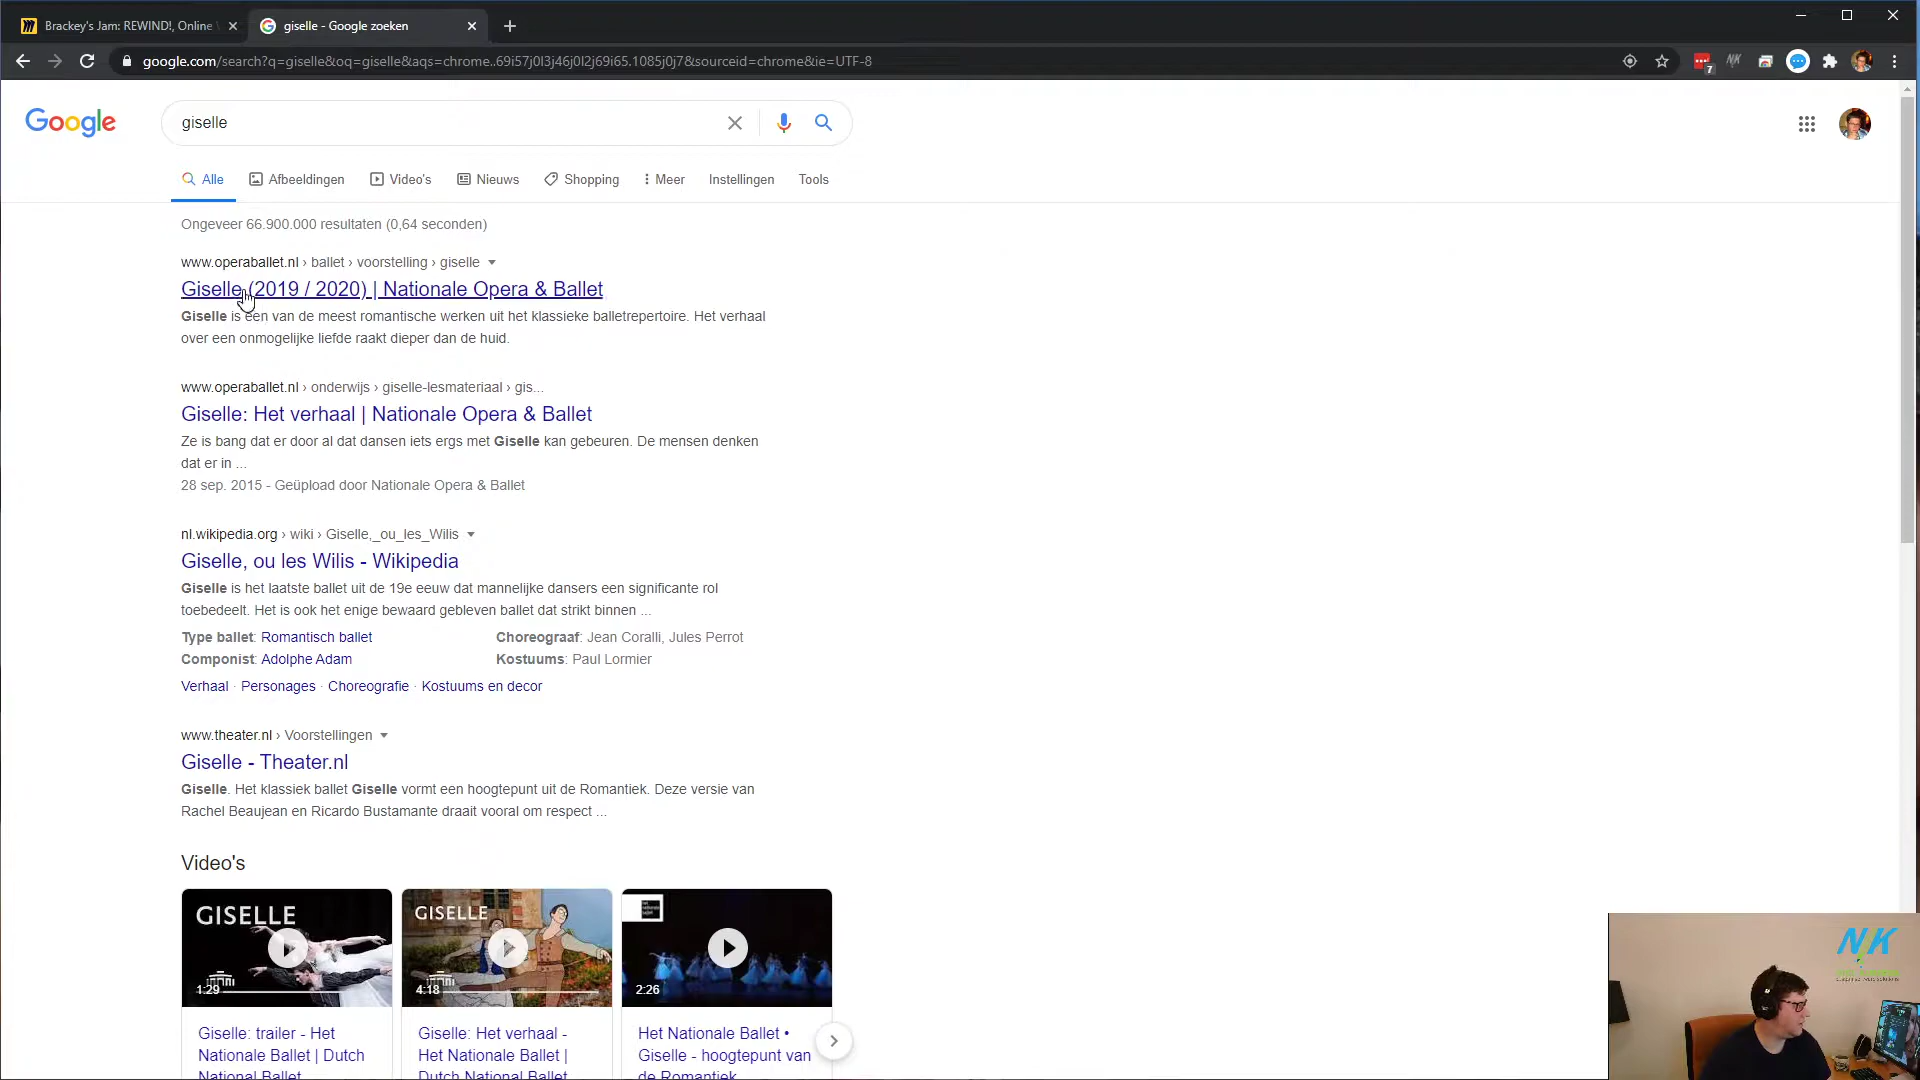 Brackey's Jam: REWIND!, Online
giselle - Google zoeken
google.com/search?q=giselle&oq=giselle&aqs=chrome..69i57j0l3j46j0l2j69i65.1085j0j7&sourceid=chrome&ie=UTF-8
7
NK
Google
giselle
Alle Afbeeldingen Video's Nieuws Shopping Meer Instellingen Tools
Ongeveer 66.900.000 resultaten (0,64 seconden)
www.operaballet.nl › ballet › voorstelling › giselle
Giselle (2019 / 2020) | Nationale Opera & Ballet
Giselle is een van de meest romantische werken uit het klassieke balletrepertoire. Het verhaal
over een onmogelijke liefde raakt dieper dan de huid.
www.operaballet.nl › onderwijs › giselle-lesmateriaal › gis...
Giselle: Het verhaal | Nationale Opera & Ballet
Ze is bang dat er door al dat dansen iets ergs met Giselle kan gebeuren. De mensen denken
dat er in ...
28 sep. 2015 - Geüpload door Nationale Opera & Ballet
nl.wikipedia.org › wiki › Giselle,_ou_les_Wilis
Giselle, ou les Wilis - Wikipedia
Giselle is het laatste ballet uit de 19e eeuw dat mannelijke dansers een significante rol
toebedeelt. Het is ook het enige bewaard gebleven ballet dat strikt binnen ...
Type ballet: Romantisch ballet Choreograaf: Jean Coralli, Jules Perrot
Componist: Adolphe Adam Kostuums: Paul Lormier
Verhaal · Personages · Choreografie · Kostuums en decor
www.theater.nl › Voorstellingen
Giselle - Theater.nl
Giselle. Het klassiek ballet Giselle vormt een hoogtepunt uit de Romantiek. Deze versie van
Rachel Beaujean en Ricardo Bustamante draait vooral om respect ...
Video's
GISELLE
1:29
GISELLE
4:18
2:26
Giselle: trailer - Het
Nationale Ballet | Dutch
National Ballet
Giselle: Het verhaal -
Het Nationale Ballet |
Dutch National Ballet
Het Nationale Ballet •
Giselle - hoogtepunt van
de Romantiek
NK